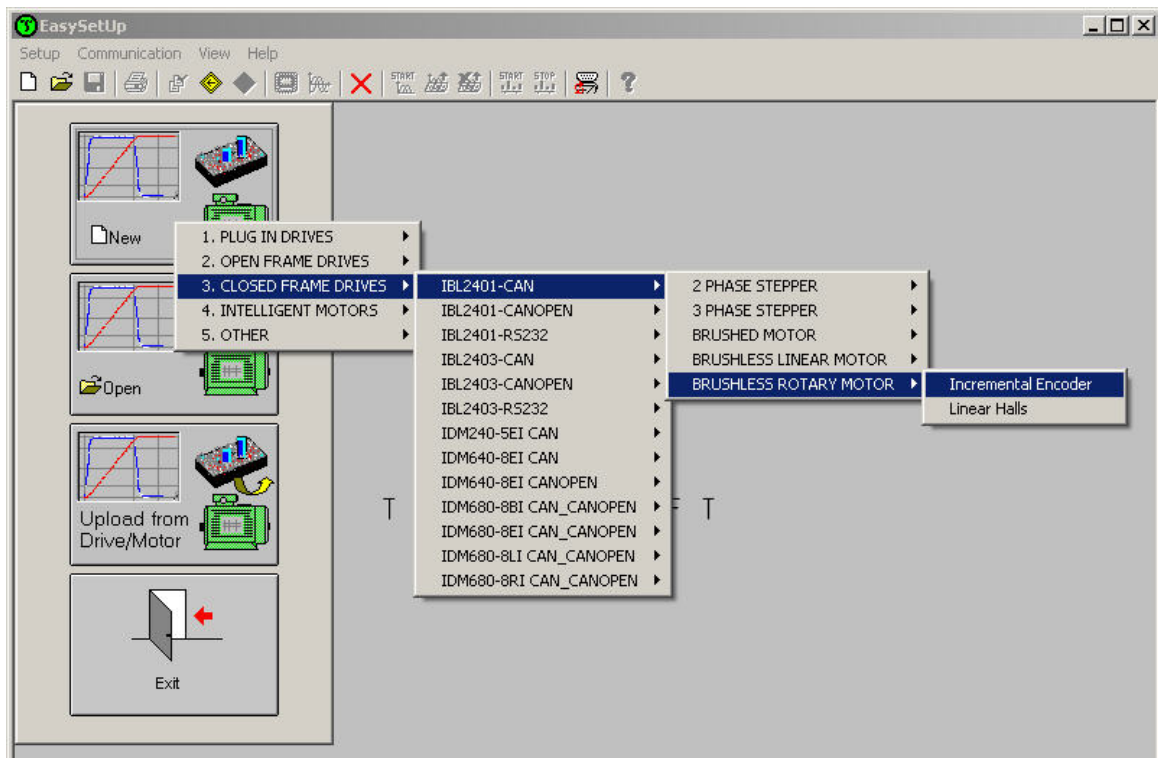 EasySetUp
Setup Communication View Help
START START STOP
New
1. PLUG IN DRIVES
2. OPEN FRAME DRIVES
3. CLOSED FRAME DRIVES
4. INTELLIGENT MOTORS
5. OTHER
IBL2401-CAN
IBL2401-CANOPEN
IBL2401-RS232
IBL2403-CAN
IBL2403-CANOPEN
IBL2403-RS232
IDM240-5EI CAN
IDM640-8EI CAN
IDM640-8EI CANOPEN
IDM680-8BI CAN_CANOPEN
IDM680-8EI CAN_CANOPEN
IDM680-8LI CAN_CANOPEN
IDM680-8RI CAN_CANOPEN
2 PHASE STEPPER
3 PHASE STEPPER
BRUSHED MOTOR
BRUSHLESS LINEAR MOTOR
BRUSHLESS ROTARY MOTOR
Incremental Encoder
Linear Halls
Open
Upload from
Drive/Motor
T F T
Exit